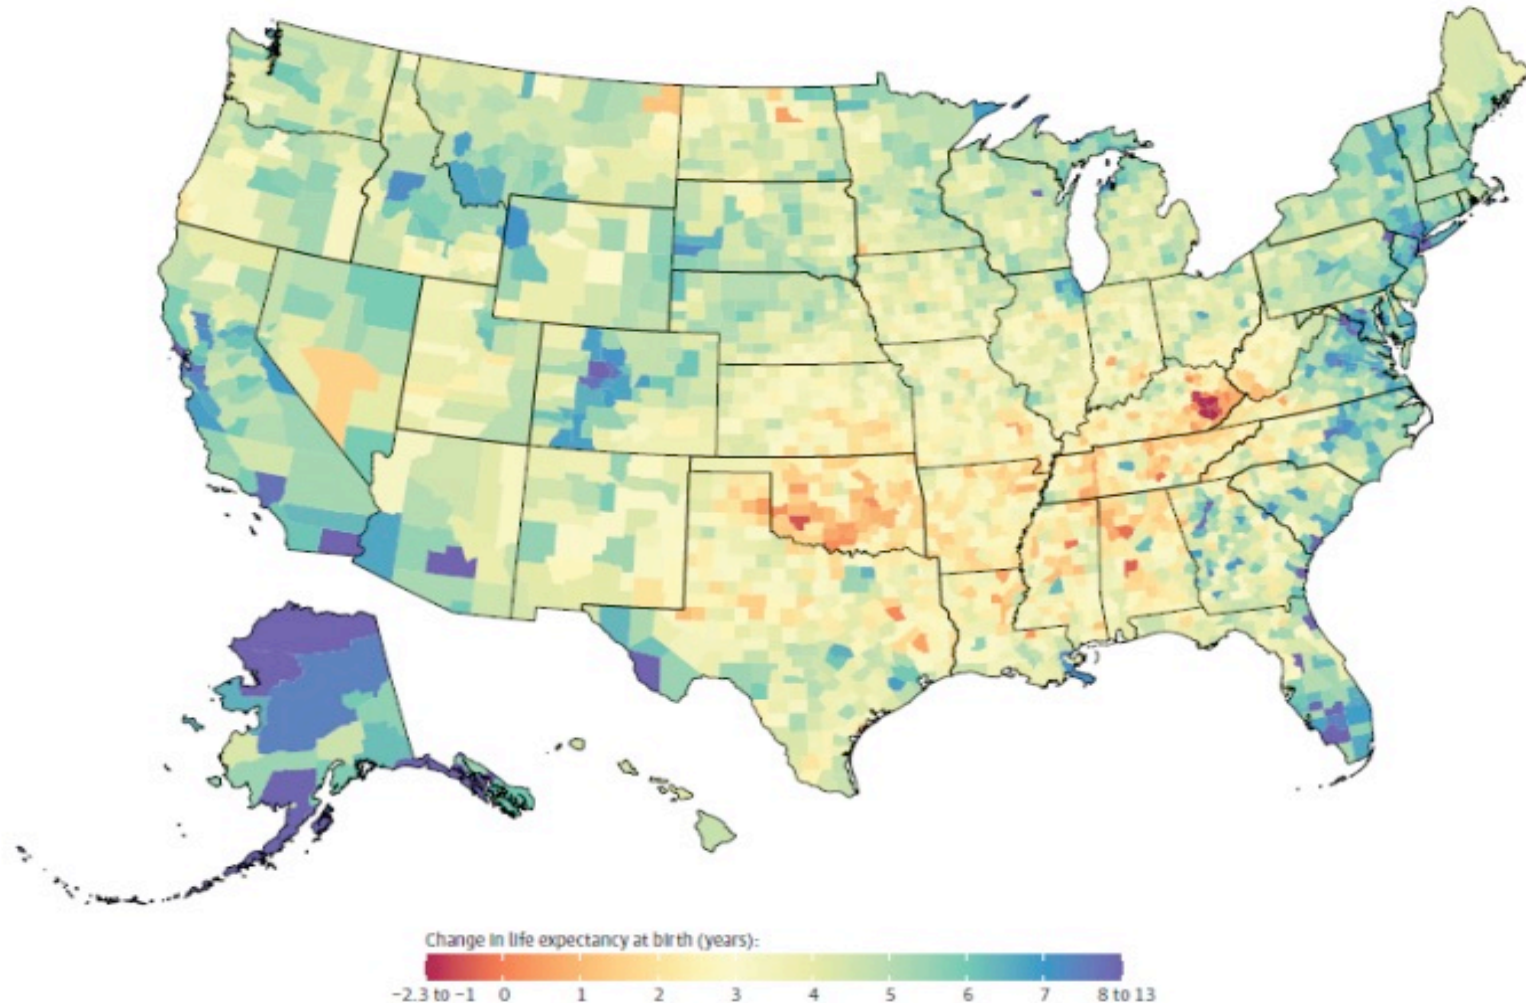 Change in life expectancy at birth (years):
−2.3 to −1 0 1 2 3 4 5 6 7 8 to 13